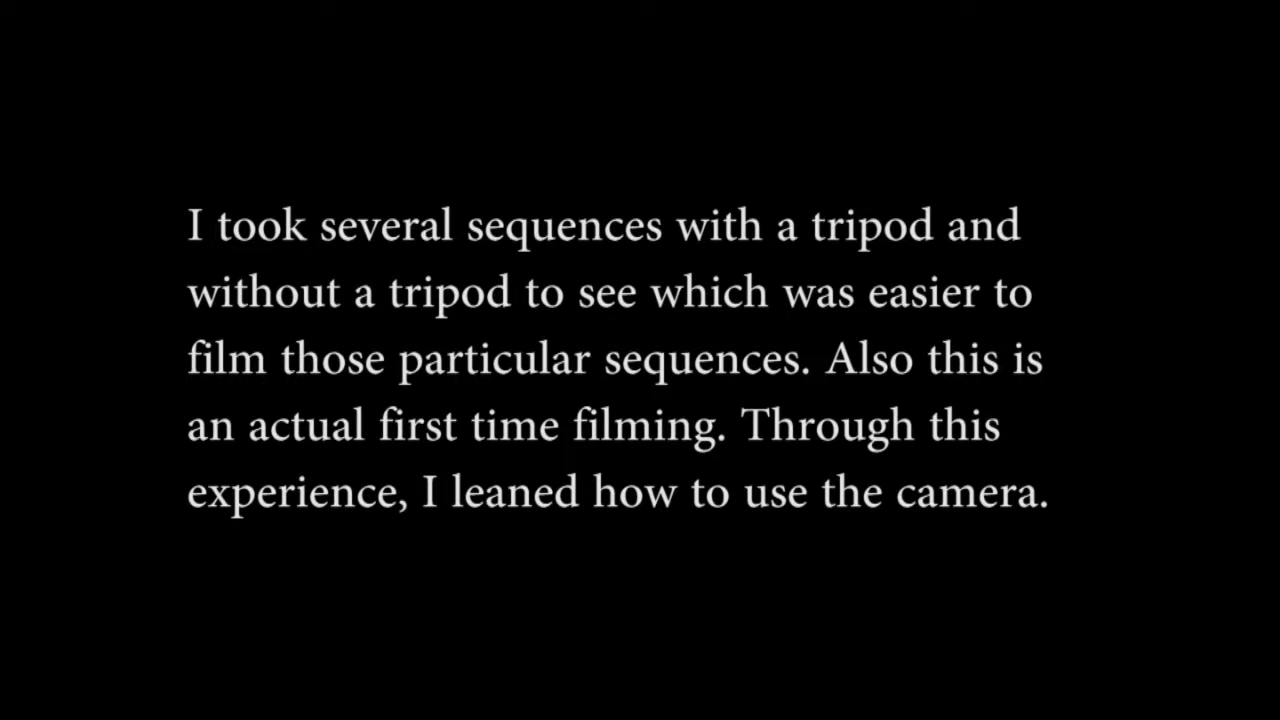 I took several sequences with a tripod and
without a tripod to see which was easier to
film those particular sequences. Also this is
an actual first time filming. Through this
experience, I leaned how to use the camera.